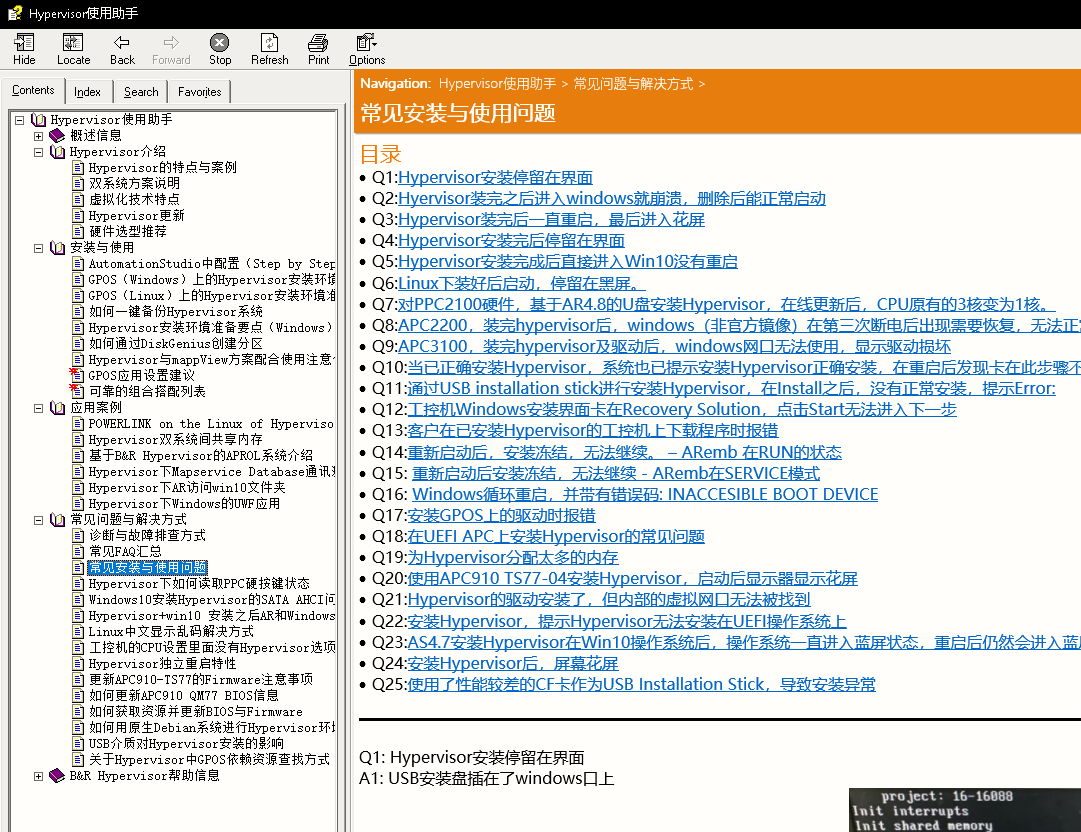 Hypervisor使用助手
Hide Locate Back Forward Stop Refresh Print Options
Contents Index Search Favorites
Hypervisor使用助手
概述信息
Hypervisor介绍
Hypervisor的特点与案例
双系统方案说明
虚拟化技术特点
Hypervisor更新
硬件选型推荐
安装与使用
AutomationStudio中配置（Step by Step
GPOS（Windows）上的Hypervisor安装环境
GPOS（Linux）上的Hypervisor安装环境准
如何一键备份Hypervisor系统
Hypervisor安装环境准备要点（Windows）
如何通过DiskGenius创建分区
Hypervisor与mappView方案配合使用注意
GPOS应用设置建议
可靠的组合搭配列表
应用案例
POWERLINK on the Linux of Hyperviso
Hypervisor双系统间共享内存
基于B&R Hypervisor的APROL系统介绍
Hypervisor下Mapservice Database通讯
Hypervisor下AR访问win10文件夹
Hypervisor下Windows的UWF应用
常见问题与解决方式
诊断与故障排查方式
常见FAQ汇总
常见安装与使用问题
Hypervisor下如何读取PPC硬按键状态
Windows10安装Hypervisor的SATA AHCI问
Hypervisor+win10 安装之后AR和Windows
Linux中文显示乱码解决方式
工控机的CPU设置里面没有Hypervisor选项
Hypervisor独立重启特性
更新APC910-TS77的Firmware注意事项
如何更新APC910 QM77 BIOS信息
如何获取资源并更新BIOS与Firmware
如何用原生Debian系统进行Hypervisor环
USB介质对Hypervisor安装的影响
关于Hypervisor中GPOS依赖资源查找方式
B&R Hypervisor帮助信息
Navigation: Hypervisor使用助手 > 常见问题与解决方式 >
常见安装与使用问题
目录
• Q1:Hypervisor安装停留在界面
• Q2:Hyervisor装完之后进入windows就崩溃，删除后能正常启动
• Q3:Hypervisor装完后一直重启，最后进入花屏
• Q4:Hypervisor安装完后停留在界面
• Q5:Hypervisor安装完成后直接进入Win10没有重启
• Q6:Linux下装好后启动，停留在黑屏。
• Q7:对PPC2100硬件，基于AR4.8的U盘安装Hypervisor，在线更新后，CPU原有的3核变为1核。
• Q8:APC2200，装完hypervisor后，windows（非官方镜像）在第三次断电后出现需要恢复，无法正
• Q9:APC3100，装完hypervisor及驱动后，windows网口无法使用，显示驱动损坏
• Q10:当已正确安装Hypervisor，系统也已提示安装Hypervisor正确安装，在重启后发现卡在此步骤不
• Q11:通过USB installation stick进行安装Hypervisor，在Install之后，没有正常安装，提示Error:
• Q12:工控机Windows安装界面卡在Recovery Solution，点击Start无法进入下一步
• Q13:客户在已安装Hypervisor的工控机上下载程序时报错
• Q14:重新启动后，安装冻结，无法继续。 – ARemb 在RUN的状态
• Q15: 重新启动后安装冻结，无法继续 - ARemb在SERVICE模式
• Q16: Windows循环重启，并带有错误码: INACCESIBLE BOOT DEVICE
• Q17:安装GPOS上的驱动时报错
• Q18:在UEFI APC上安装Hypervisor的常见问题
• Q19:为Hypervisor分配太多的内存
• Q20:使用APC910 TS77-04安装Hypervisor，启动后显示器显示花屏
• Q21:Hypervisor的驱动安装了，但内部的虚拟网口无法被找到
• Q22:安装Hypervisor，提示Hypervisor无法安装在UEFI操作系统上
• Q23:AS4.7安装Hypervisor在Win10操作系统后，操作系统一直进入蓝屏状态，重启后仍然会进入蓝
• Q24:安装Hypervisor后，屏幕花屏
• Q25:使用了性能较差的CF卡作为USB Installation Stick，导致安装异常
Q1: Hypervisor安装停留在界面
A1: USB安装盘插在了windows口上
project: 16-16088
Init interrupts
Init shared memory